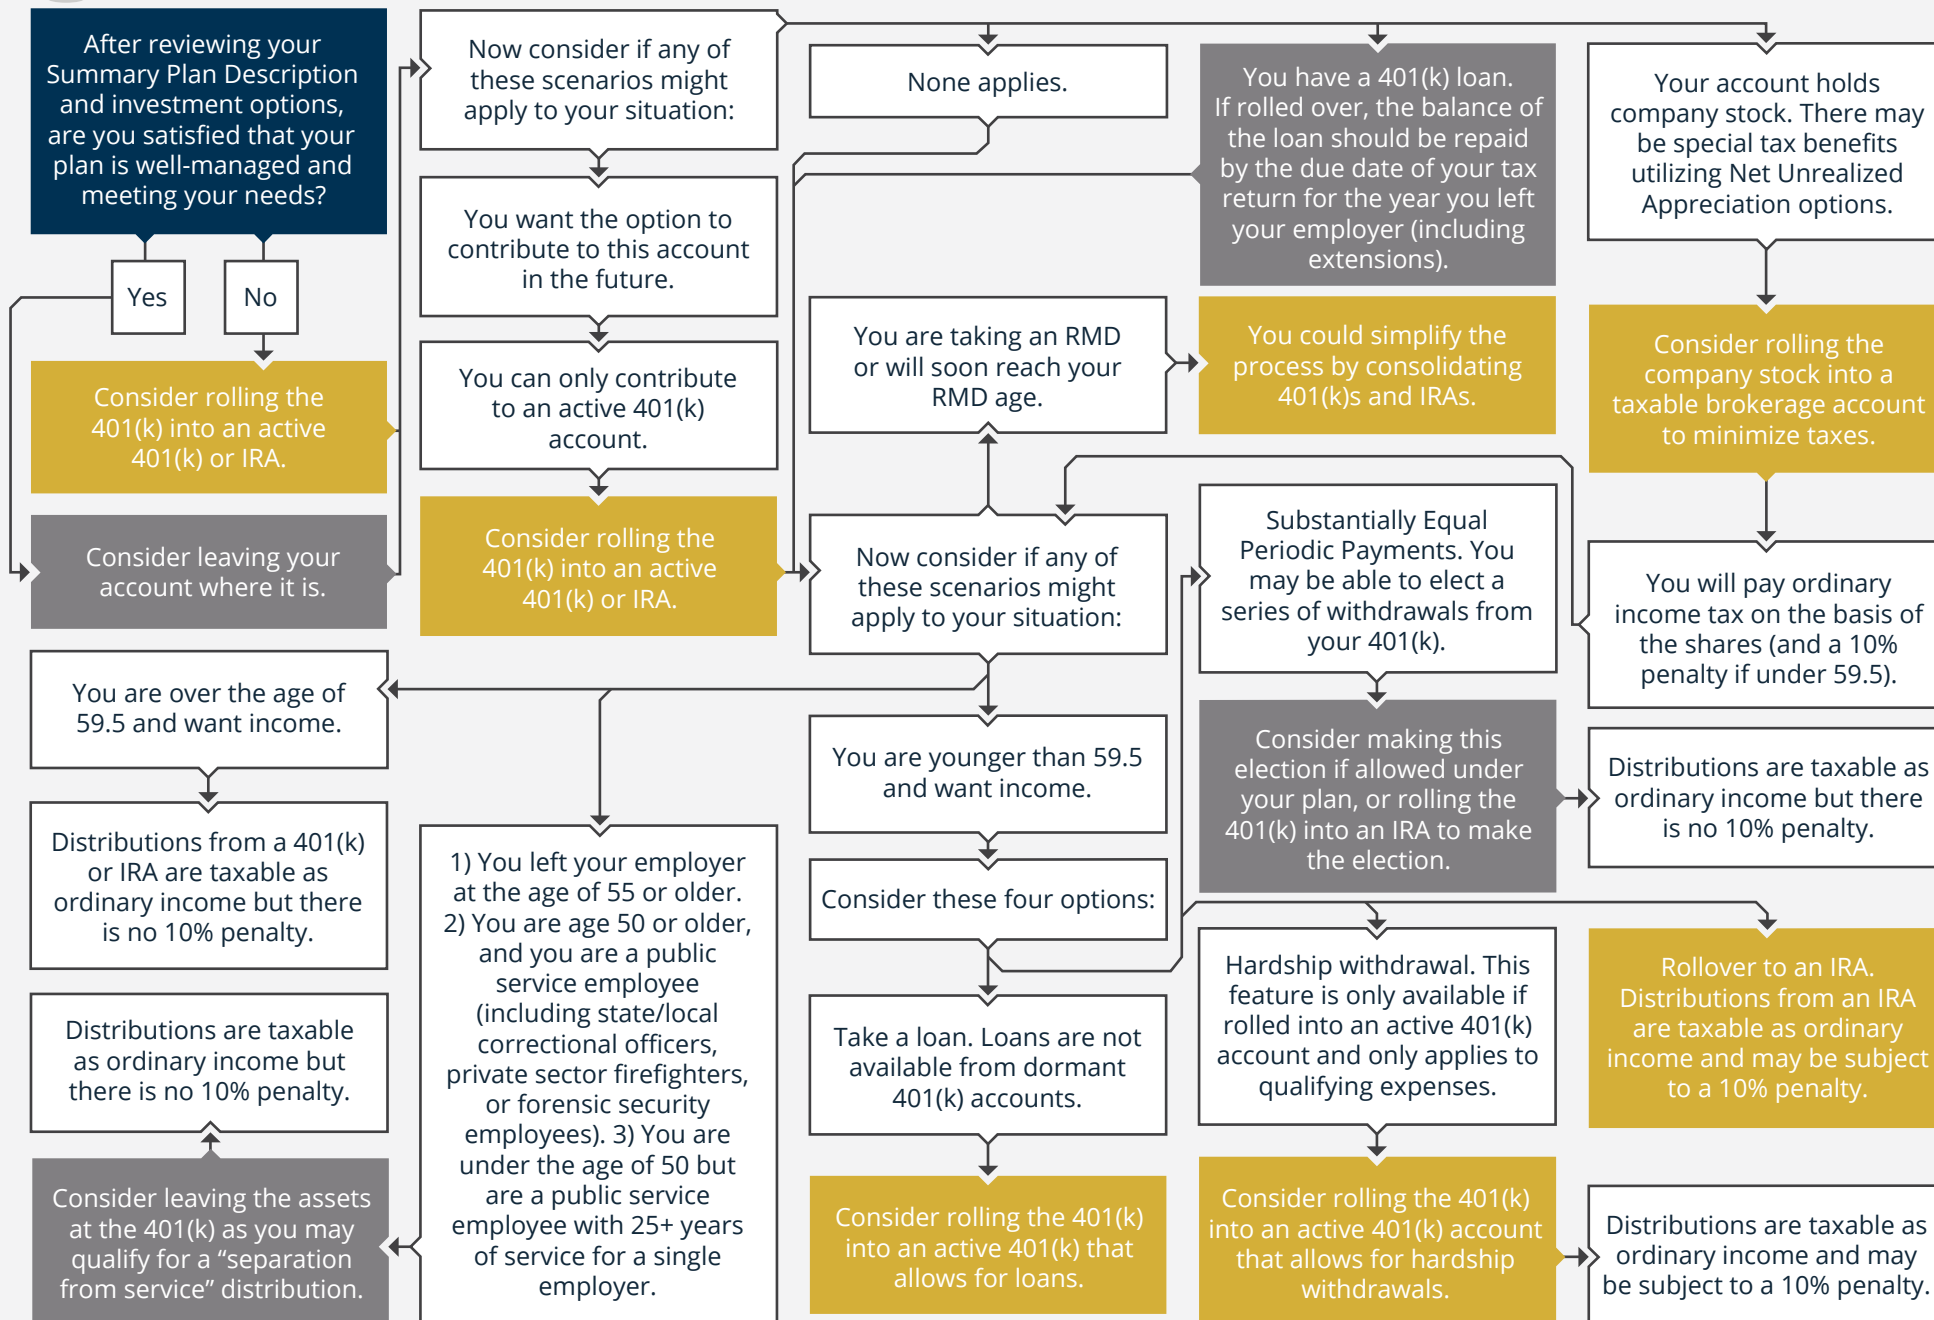 After reviewing your
Summary Plan Description
and investment options,
are you satisfied that your
plan is well-managed and
meeting your needs?
Yes
No
Consider rolling the
401(k) into an active
401(k) or IRA.
Consider leaving your
account where it is.
Now consider if any of
these scenarios might
apply to your situation:
You want the option to
contribute to this account
in the future.
You can only contribute
to an active 401(k)
account.
Consider rolling the
401(k) into an active
401(k) or IRA.
None applies.
You have a 401(k) loan.
If rolled over, the balance of
the loan should be repaid
by the due date of your tax
return for the year you left
your employer (including
extensions).
Your account holds
company stock. There may
be special tax benefits
utilizing Net Unrealized
Appreciation options.
Consider rolling the
company stock into a
taxable brokerage account
to minimize taxes.
You will pay ordinary
income tax on the basis of
the shares (and a 10%
penalty if under 59.5).
Now consider if any of
these scenarios might
apply to your situation:
You are taking an RMD
or will soon reach your
RMD age.
You could simplify the
process by consolidating
401(k)s and IRAs.
You are over the age of
59.5 and want income.
Distributions from a 401(k)
or IRA are taxable as
ordinary income but there
is no 10% penalty.
1) You left your employer
at the age of 55 or older.
2) You are age 50 or older,
and you are a public
service employee
(including state/local
correctional officers,
private sector firefighters,
or forensic security
employees). 3) You are
under the age of 50 but
are a public service
employee with 25+ years
of service for a single
employer.
Consider leaving the assets
at the 401(k) as you may
qualify for a “separation
from service” distribution.
Distributions are taxable
as ordinary income but
there is no 10% penalty.
You are younger than 59.5
and want income.
Consider these four options:
Take a loan. Loans are not
available from dormant
401(k) accounts.
Consider rolling the 401(k)
into an active 401(k) that
allows for loans.
Substantially Equal
Periodic Payments. You
may be able to elect a
series of withdrawals from
your 401(k).
Consider making this
election if allowed under
your plan, or rolling the
401(k) into an IRA to make
the election.
Distributions are taxable as
ordinary income but there
is no 10% penalty.
Hardship withdrawal. This
feature is only available if
rolled into an active 401(k)
account and only applies to
qualifying expenses.
Consider rolling the 401(k)
into an active 401(k) account
that allows for hardship
withdrawals.
Distributions are taxable as
ordinary income and may
be subject to a 10% penalty.
Rollover to an IRA.
Distributions from an IRA
are taxable as ordinary
income and may be subject
to a 10% penalty.